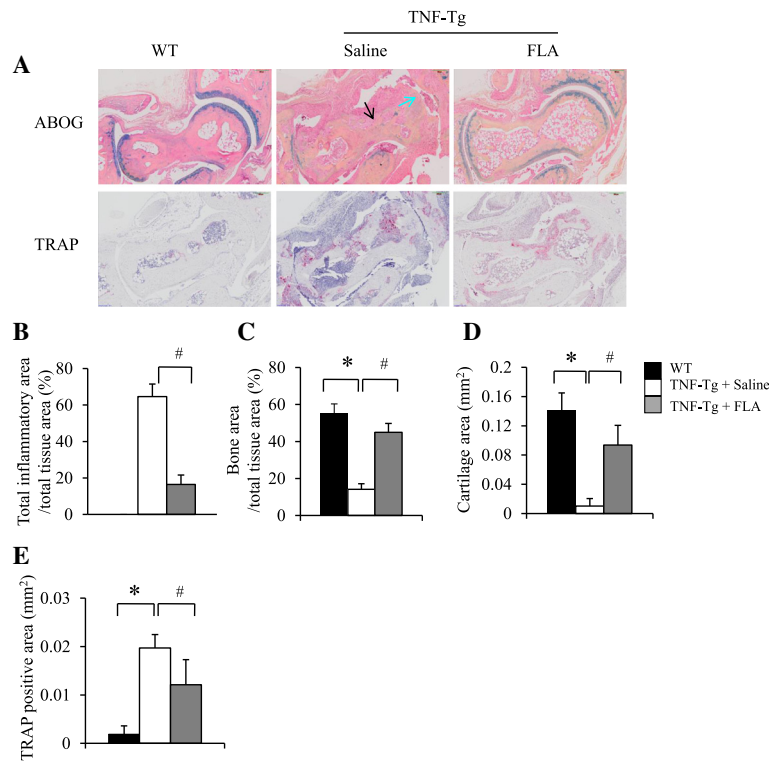 TNF-Tg
WT Saline FLA
A
ABOG
TRAP
B
Total inflammatory area
/total tissue area (%)
80
60
40
20
0
#
C
Bone area
/total tissue area (%)
80
60
40
20
0
* #
D
Cartilage area (mm²)
0.2
0.16
0.12
0.08
0.04
0
* #
WT
TNF-Tg + Saline
TNF-Tg + FLA
E
TRAP positive area (mm²)
0.03
0.02
0.01
0
* #